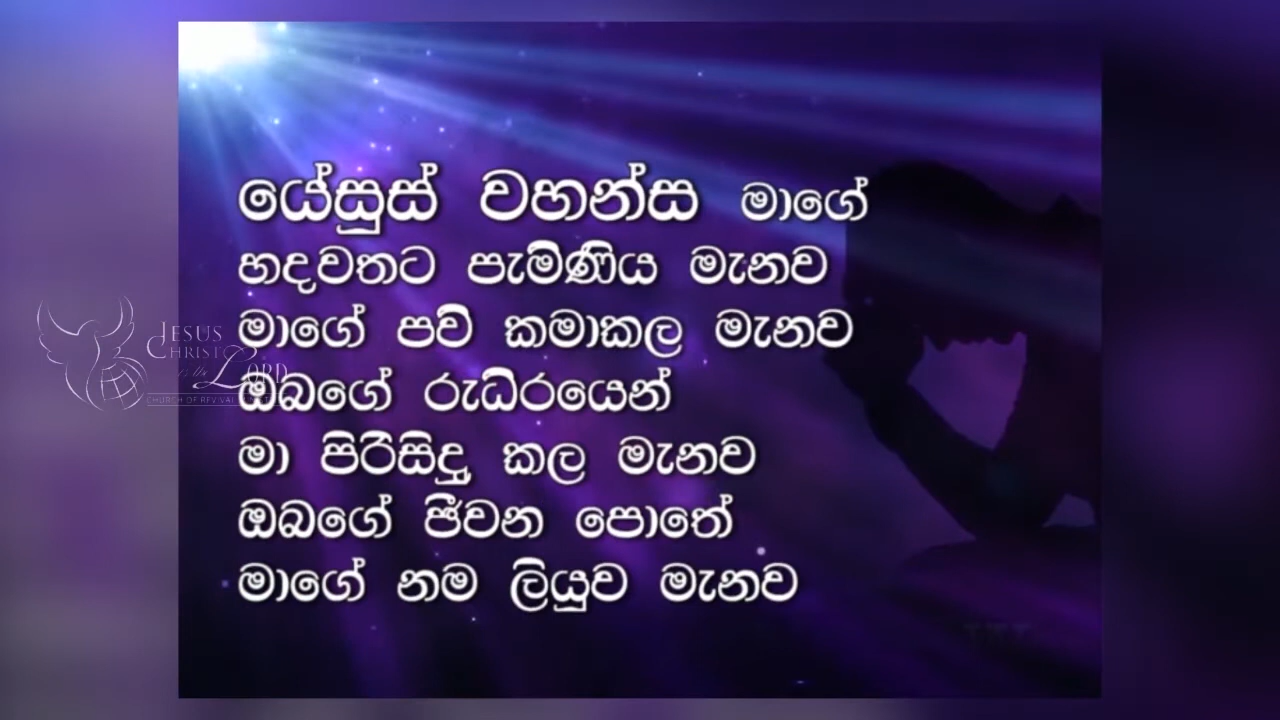 යේසුස් වහන්ස මාගේ
හදවතට පැමිණිය මැනව
මාගේ පව් කමාකල මැනව
ඔබගේ රුධිරයෙන්
මා පිරිසිදු කල මැනව
ඔබගේ ජීවන පොතේ
මාගේ නම ලියුව මැනව
JESUS
CHRIST
is the LORD
CHURCH OF REVIVAL